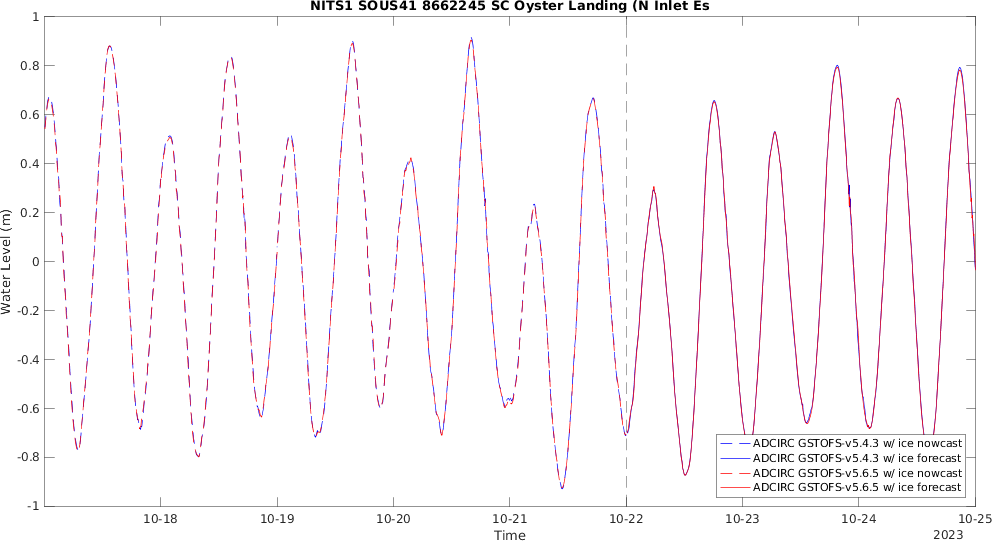 NITS1 SOUS41 8662245 SC Oyster Landing (N Inlet Es
Water Level (m)
1
0.8
0.6
0.4
0.2
0
-0.2
-0.4
-0.6
-0.8
-1
ADCIRC GSTOFS-v5.4.3 w/ ice nowcast
ADCIRC GSTOFS-v5.4.3 w/ ice forecast
ADCIRC GSTOFS-v5.6.5 w/ ice nowcast
ADCIRC GSTOFS-v5.6.5 w/ ice forecast
10-18 10-19 10-20 10-21 10-22 10-23 10-24 10-25
Time
2023